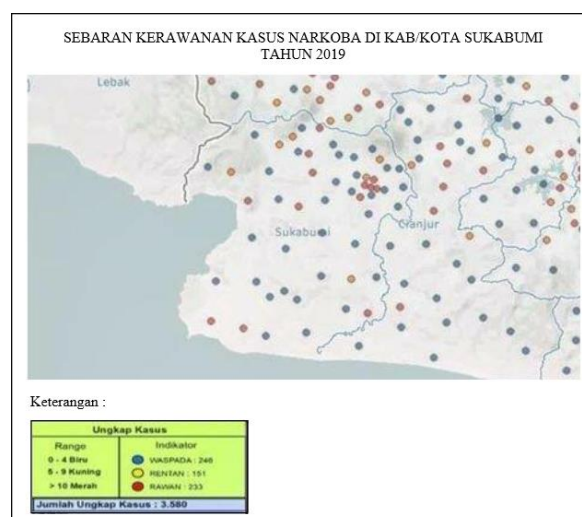 SEBARAN KERAWANAN KASUS NARKOBA DI KAB/KOTA SUKABUMI
TAHUN 2019
Lebak
Sukabumi
Cianjur
Keterangan :
Ungkap Kasus
Range
Indikator
0 - 4 Biru
WASPADA : 246
5 - 9 Kuning
RENTAN : 151
> 10 Merah
RAWAN : 233
Jumlah Ungkap Kasus : 3.580